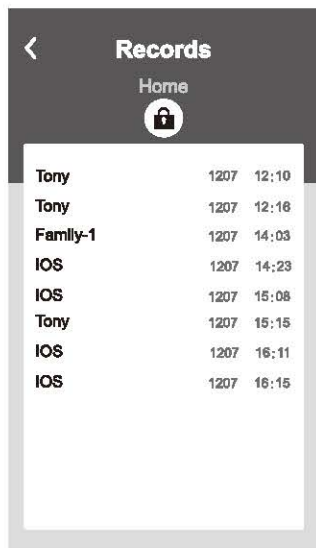 Records
Home
Tony 1207 12:10
Tony 1207 12:16
Family-1 1207 14:03
IOS 1207 14:23
IOS 1207 15:08
Tony 1207 15:15
IOS 1207 16:11
IOS 1207 16:15